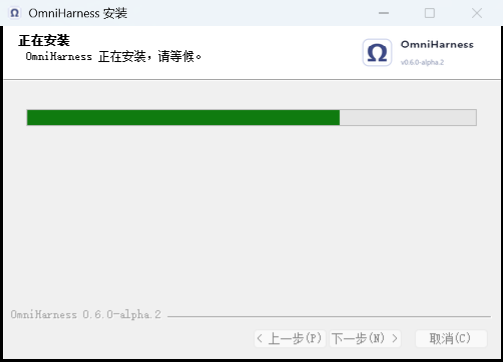 Ω OmniHarness 安装
正在安装
OmniHarness 正在安装，请等候。
Ω OmniHarness
v0.6.0-alpha.2
OmniHarness 0.6.0-alpha.2
< 上一步(P) 下一步(N) > 取消(C)